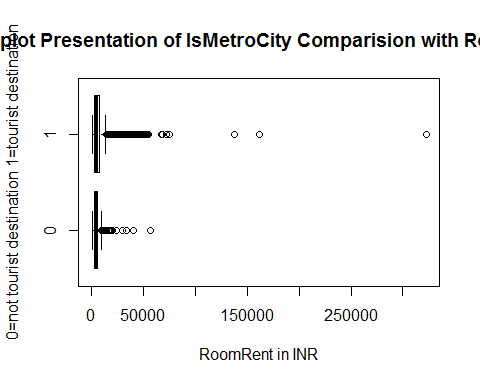 plot Presentation of IsMetroCity Comparision with Ro
0=not tourist destination 1=tourist destination
1
0
0 50000 150000 250000
RoomRent in INR